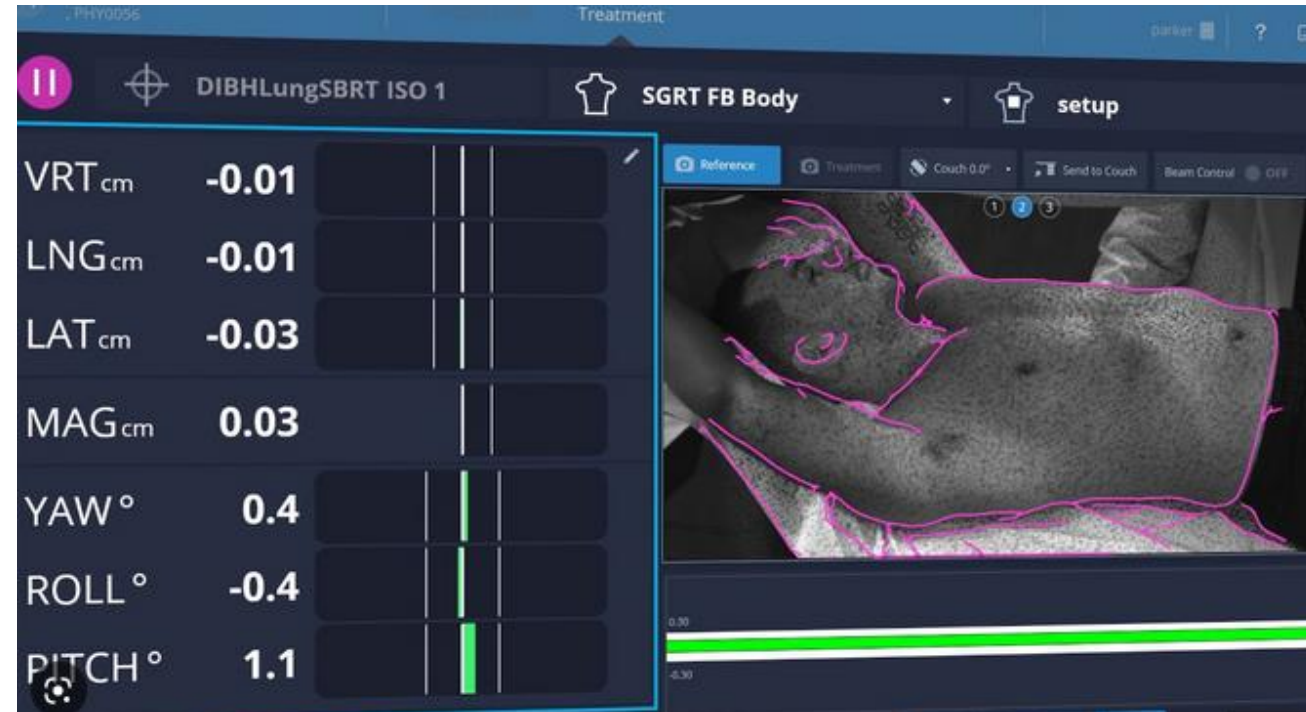 , PHY0056
Treatment
parker
?
DIBHLungSBRT ISO 1
SGRT FB Body
setup
VRT cm -0.01
LNG cm -0.01
LAT cm -0.03
MAG cm 0.03
YAW ° 0.4
ROLL ° -0.4
PITCH ° 1.1
Reference
Treatment
Couch 0.0°
Send to Couch
Beam Control OFF
1 2 3
0.30
-0.30